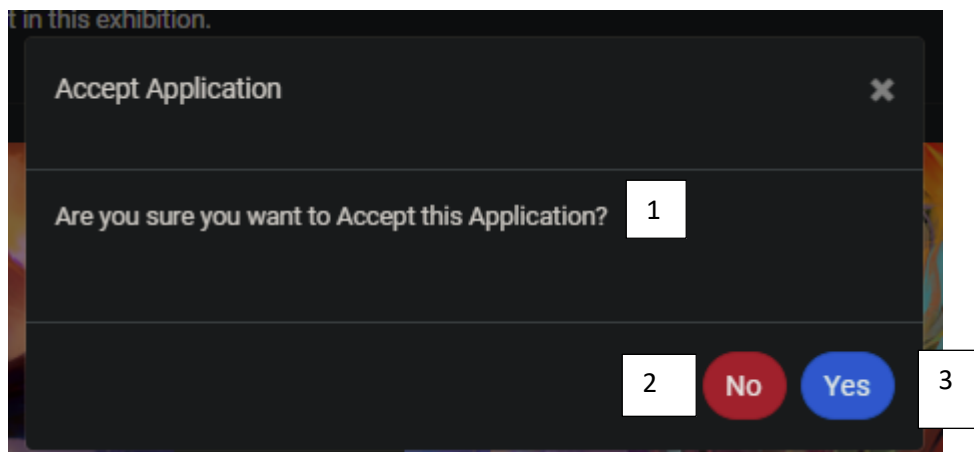 t in this exhibition.
Accept Application ✖
Are you sure you want to Accept this Application? 1
2 No Yes 3